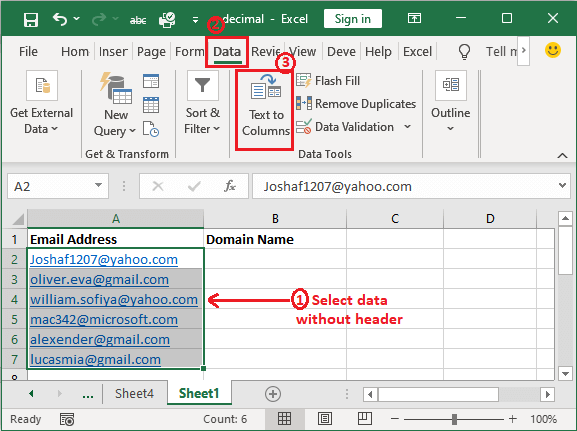 abc decimal - Excel Sign in
2
File Hom Inser Page Form Data Revie View Deve Help Excel Tell m
3
Get External Data
New Query
Sort & Filter
Text to Columns
Flash Fill
Remove Duplicates
Data Validation
Outline
Get & Transform Data Tools
A2 fx Joshaf1207@yahoo.com
A B C D
1 Email Address Domain Name
2 Joshaf1207@yahoo.com
3 oliver.eva@gmail.com
4 william.sofiya@yahoo.com
5 mac342@microsoft.com
6 alexender@gmail.com
7 lucasmia@gmail.com
8
1 Select data
without header
... Sheet4 Sheet1
Ready Count: 6 100%